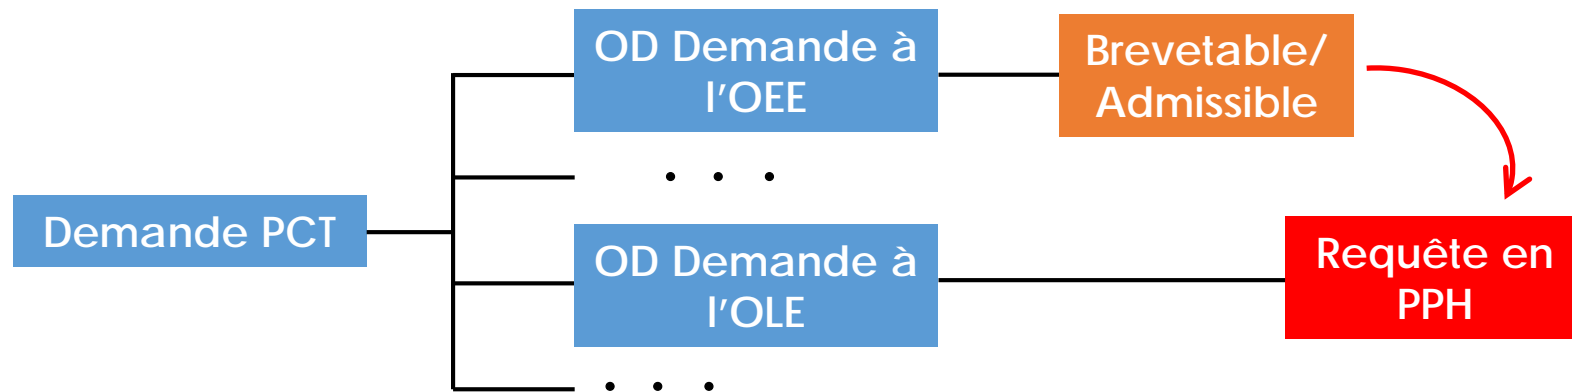 OD Demande à
l'OEE
Brevetable/
Admissible
. . .
Demande PCT
OD Demande à
l'OLE
Requête en
PPH
. . .